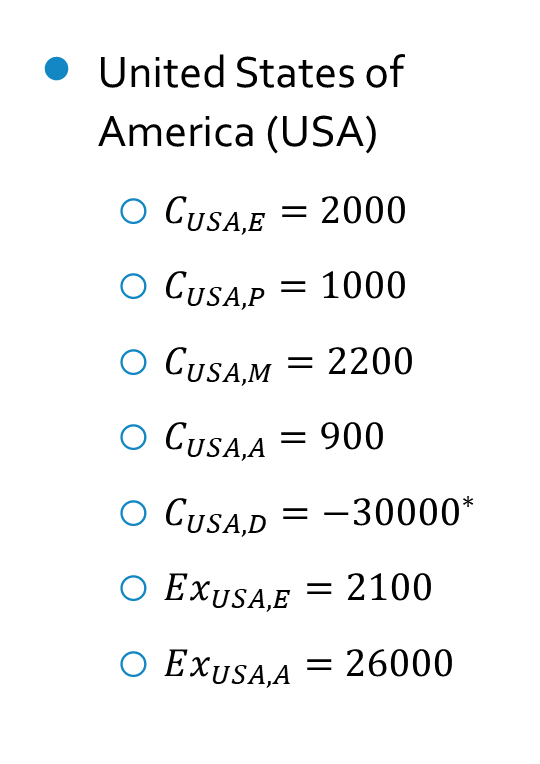 United States of
America (USA)
C_{USA,E} = 2000
C_{USA,P} = 1000
C_{USA,M} = 2200
C_{USA,A} = 900
C_{USA,D} = −30000*
Ex_{USA,E} = 2100
Ex_{USA,A} = 26000